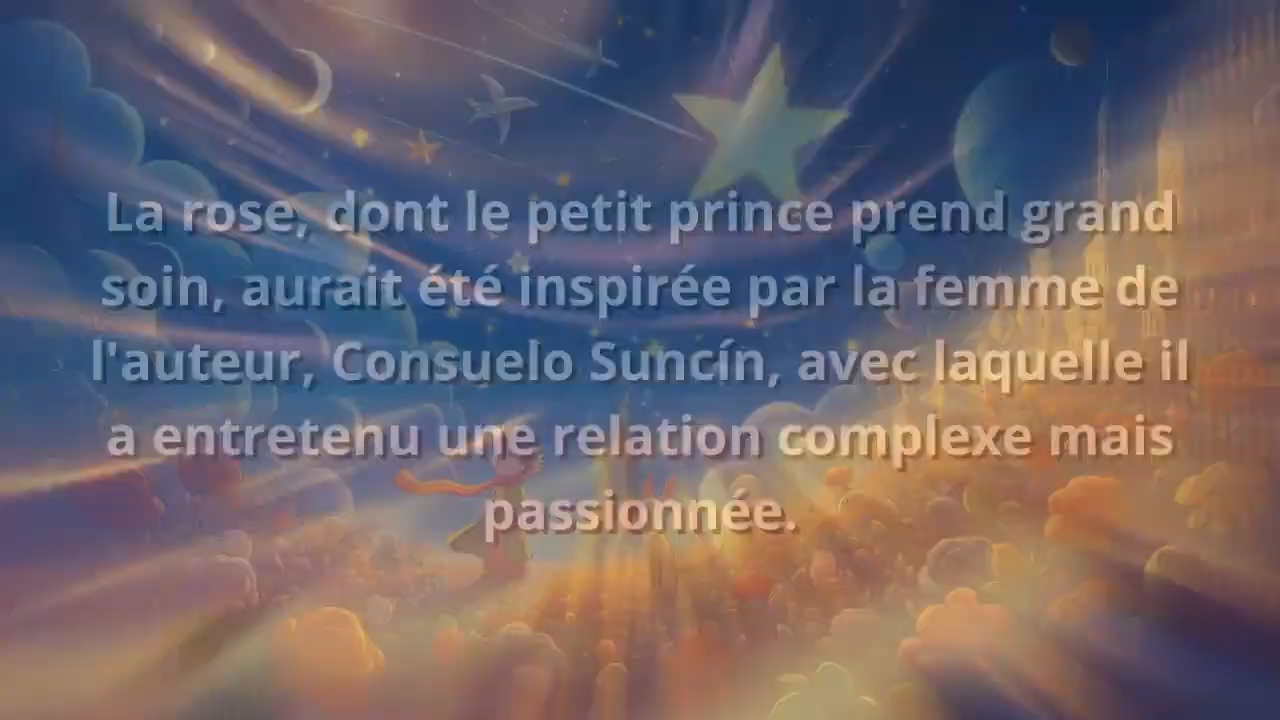 La rose, dont le petit prince prend grand
soin, aurait été inspirée par la femme de
l'auteur, Consuelo Suncín, avec laquelle il
a entretenu une relation complexe mais
passionnée.